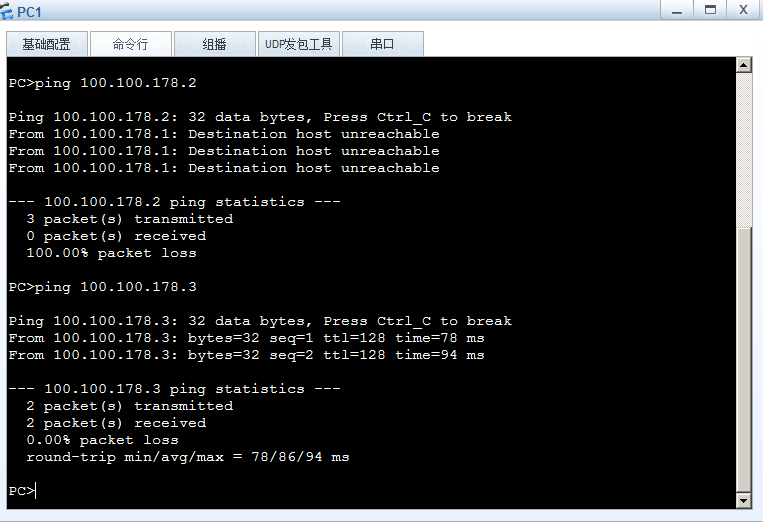 PC1
基础配置 命令行 组播 UDP发包工具 串口
PC>ping 100.100.178.2
Ping 100.100.178.2: 32 data bytes, Press Ctrl_C to break
From 100.100.178.1: Destination host unreachable
From 100.100.178.1: Destination host unreachable
From 100.100.178.1: Destination host unreachable
--- 100.100.178.2 ping statistics ---
3 packet(s) transmitted
0 packet(s) received
100.00% packet loss
PC>ping 100.100.178.3
Ping 100.100.178.3: 32 data bytes, Press Ctrl_C to break
From 100.100.178.3: bytes=32 seq=1 ttl=128 time=78 ms
From 100.100.178.3: bytes=32 seq=2 ttl=128 time=94 ms
--- 100.100.178.3 ping statistics ---
2 packet(s) transmitted
2 packet(s) received
0.00% packet loss
round-trip min/avg/max = 78/86/94 ms
PC>